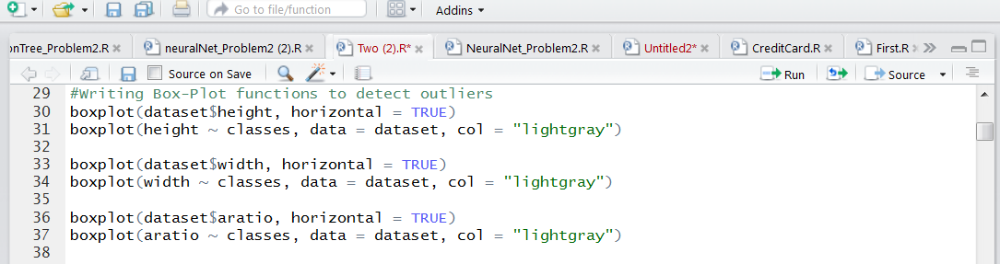 Go to file/function Addins
onTree_Problem2.R neuralNet_Problem2 (2).R Two (2).R* NeuralNet_Problem2.R Untitled2* CreditCard.R First.R
Source on Save Run Source
29 #Writing Box-Plot functions to detect outliers
30 boxplot(dataset$height, horizontal = TRUE)
31 boxplot(height ~ classes, data = dataset, col = "lightgray")
32
33 boxplot(dataset$width, horizontal = TRUE)
34 boxplot(width ~ classes, data = dataset, col = "lightgray")
35
36 boxplot(dataset$aratio, horizontal = TRUE)
37 boxplot(aratio ~ classes, data = dataset, col = "lightgray")
38